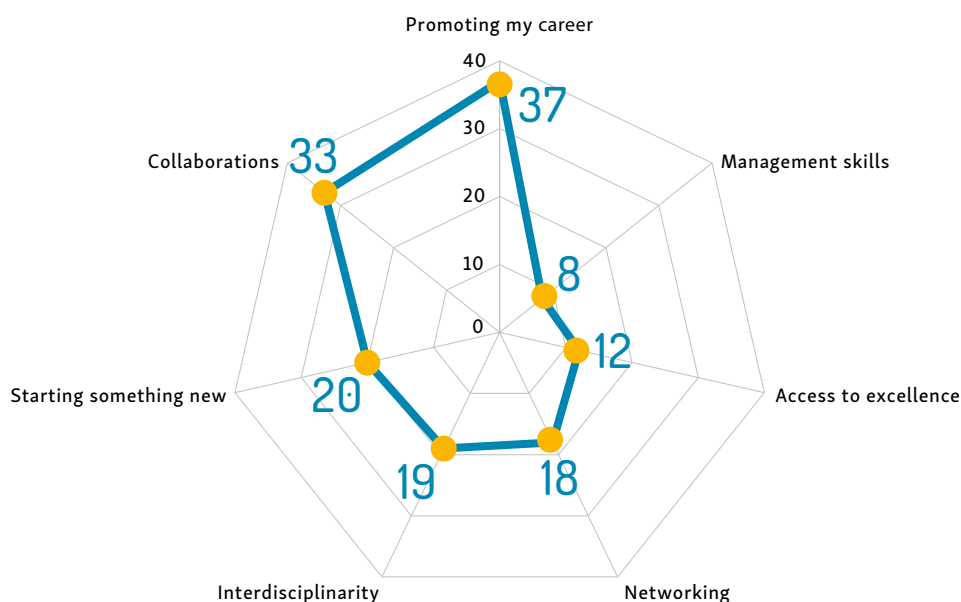 Promoting my career
40
37
30
33
Collaborations
Management skills
20
10
8
0
12
Starting something new
20
Access to excellence
19
18
Interdisciplinarity
Networking